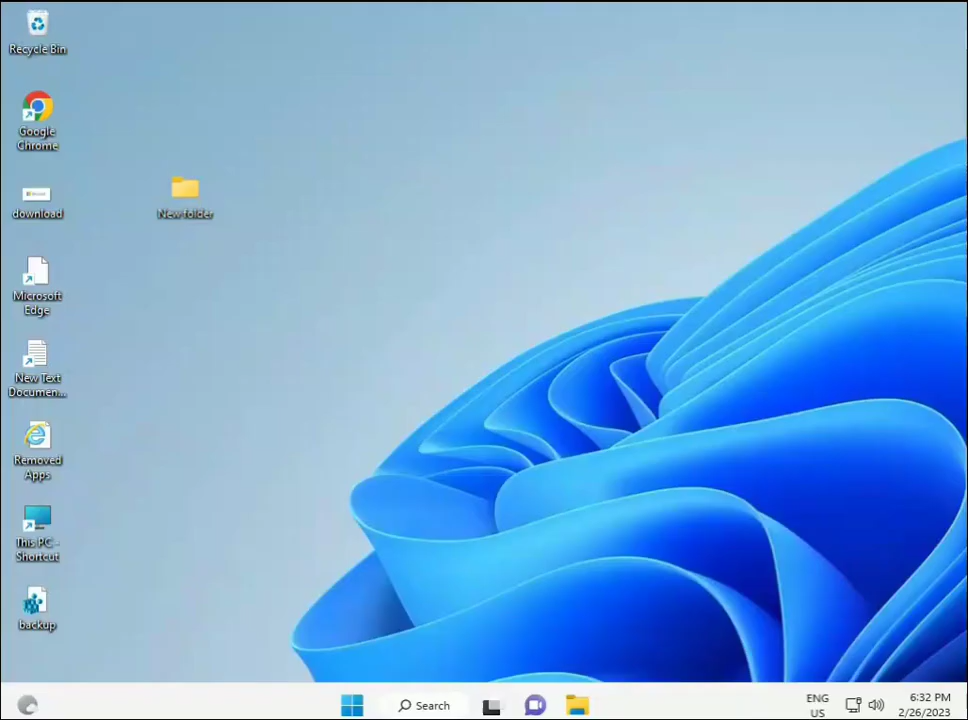 Recycle Bin
Google
Chrome
download
New folder
Microsoft
Edge
New Text
Documen...
Removed
Apps
This PC -
Shortcut
backup
Search
ENG
US
6:32 PM
2/26/2023